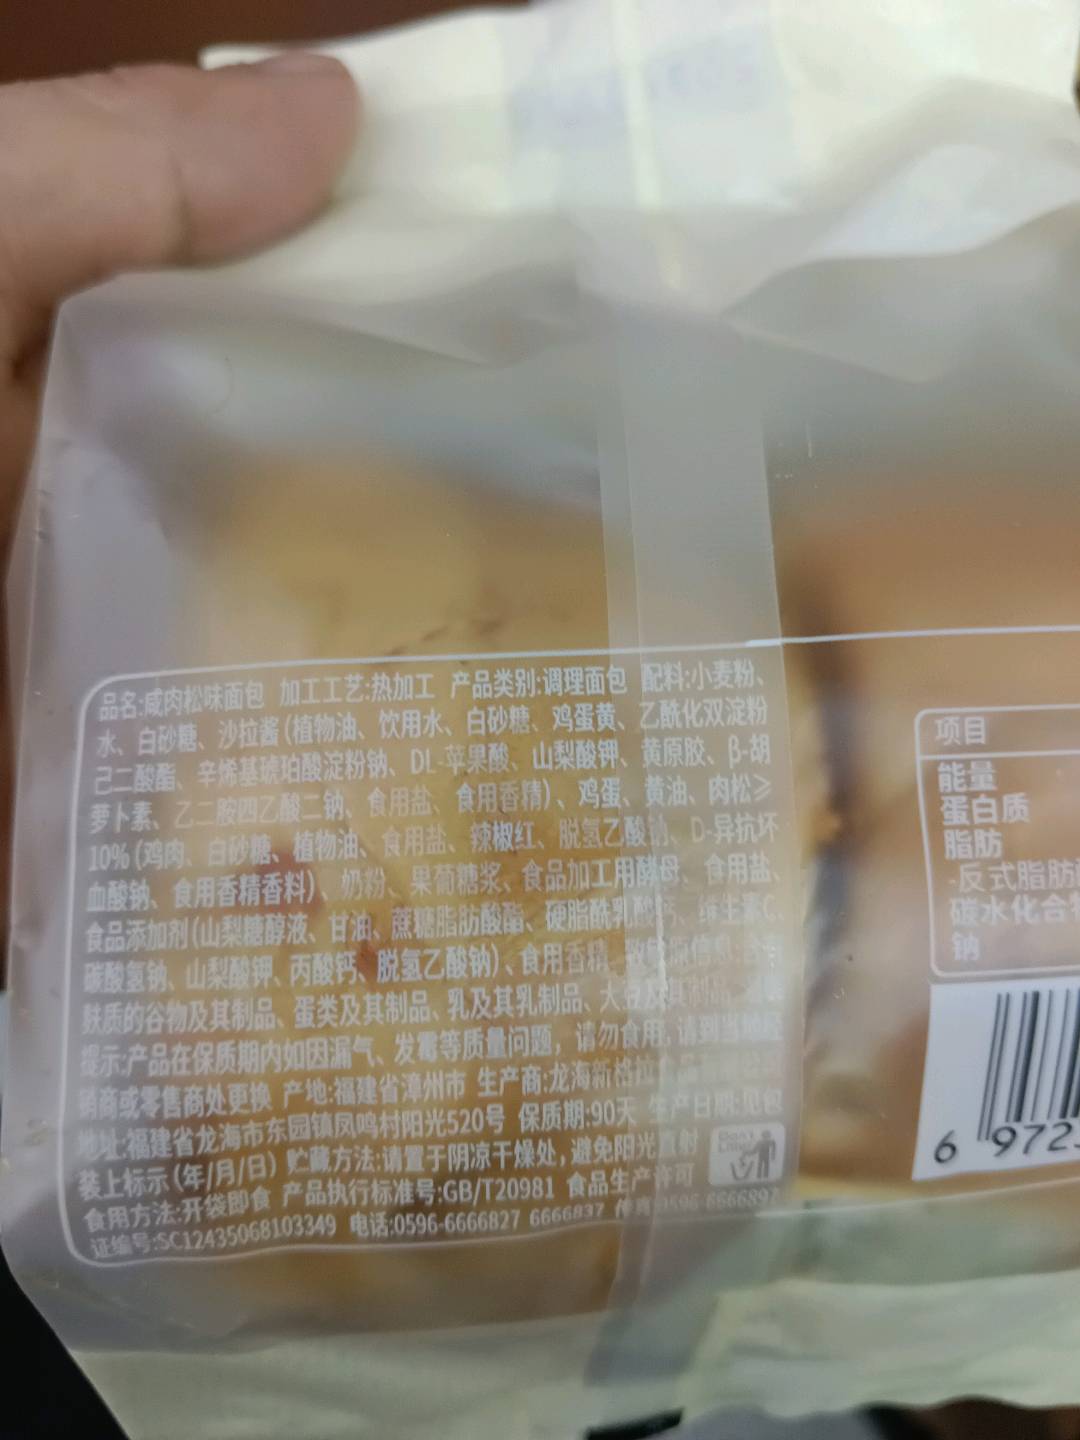 品名:咸肉松味面包 加工工艺:热加工 产品类别:调理面包 配料:小麦粉、
水、白砂糖、沙拉酱(植物油、饮用水、白砂糖、鸡蛋黄、乙酰化双淀粉
己二酸酯、辛烯基琥珀酸淀粉钠、DL-苹果酸、山梨酸钾、黄原胶、β-胡
萝卜素、乙二胺四乙酸二钠、食用盐、食用香精)、鸡蛋、黄油、肉松≥
10%(鸡肉、白砂糖、植物油、食用盐、辣椒红、脱氢乙酸钠、D-异抗坏
血酸钠、食用香精香料)、奶粉、果葡糖浆、食品加工用酵母、食用盐、
食品添加剂(山梨糖醇液、甘油、蔗糖脂肪酸酯、硬脂酰乳酸钙、维生素C、
碳酸氢钠、山梨酸钾、丙酸钙、脱氢乙酸钠)、食用香精 致敏原信息:含
麸质的谷物及其制品、蛋类及其制品、乳及其乳制品、大豆及其制品
提示:产品在保质期内如因漏气、发霉等质量问题，请勿食用,请到当地经
销商或零售商处更换 产地:福建省漳州市 生产商:龙海新格拉
地址:福建省龙海市东园镇凤鸣村阳光520号 保质期:90天 生产日期:见包
装上标示(年/月/日) 贮藏方法:请置于阴凉干燥处,避免阳光直射
食用方法:开袋即食 产品执行标准号:GB/T20981 食品生产许可
证编号:SC12435068103349 电话:0596-6666827 6666837 传真:0596-6666897
项目
能量
蛋白质
脂肪
-反式脂肪
碳水化合物
钠
6 9723